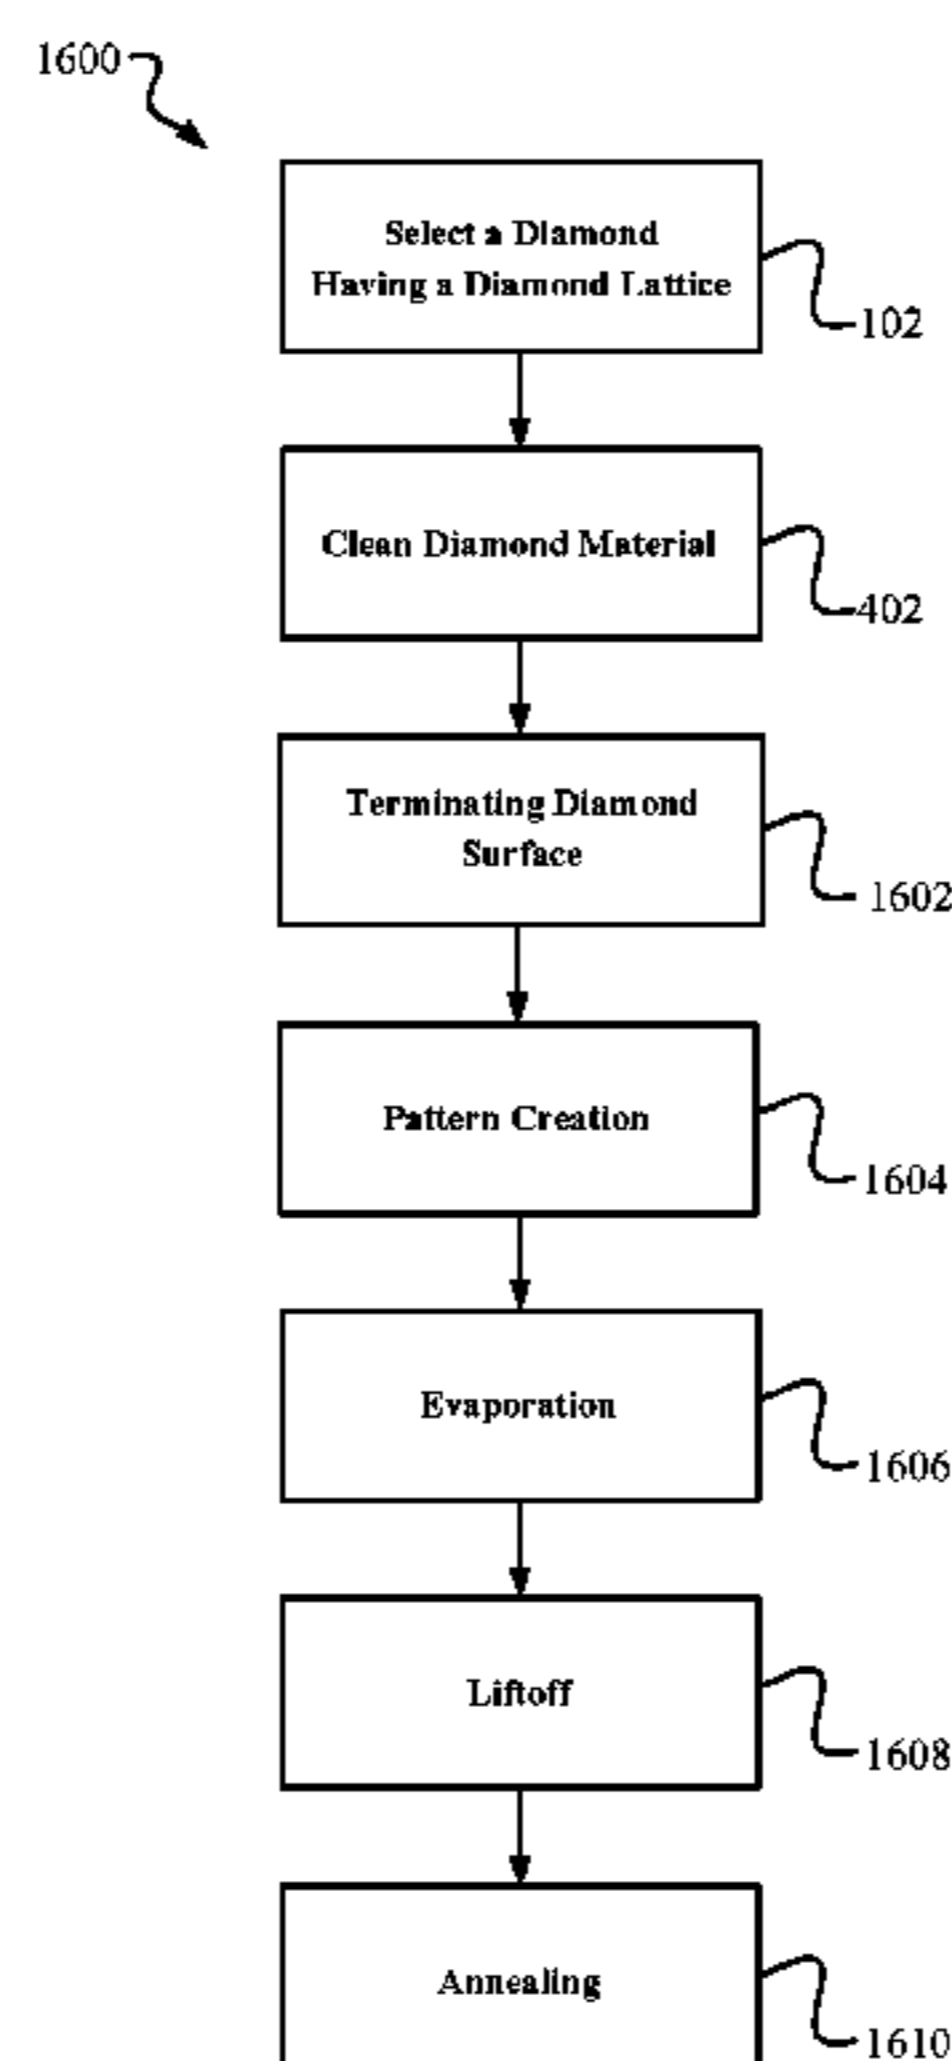 1600
Select a Diamond
Having a Diamond Lattice
102
Clean Diamond Material
402
Terminating Diamond
Surface
1602
Pattern Creation
1604
Evaporation
1606
Liftoff
1608
Annealing
1610